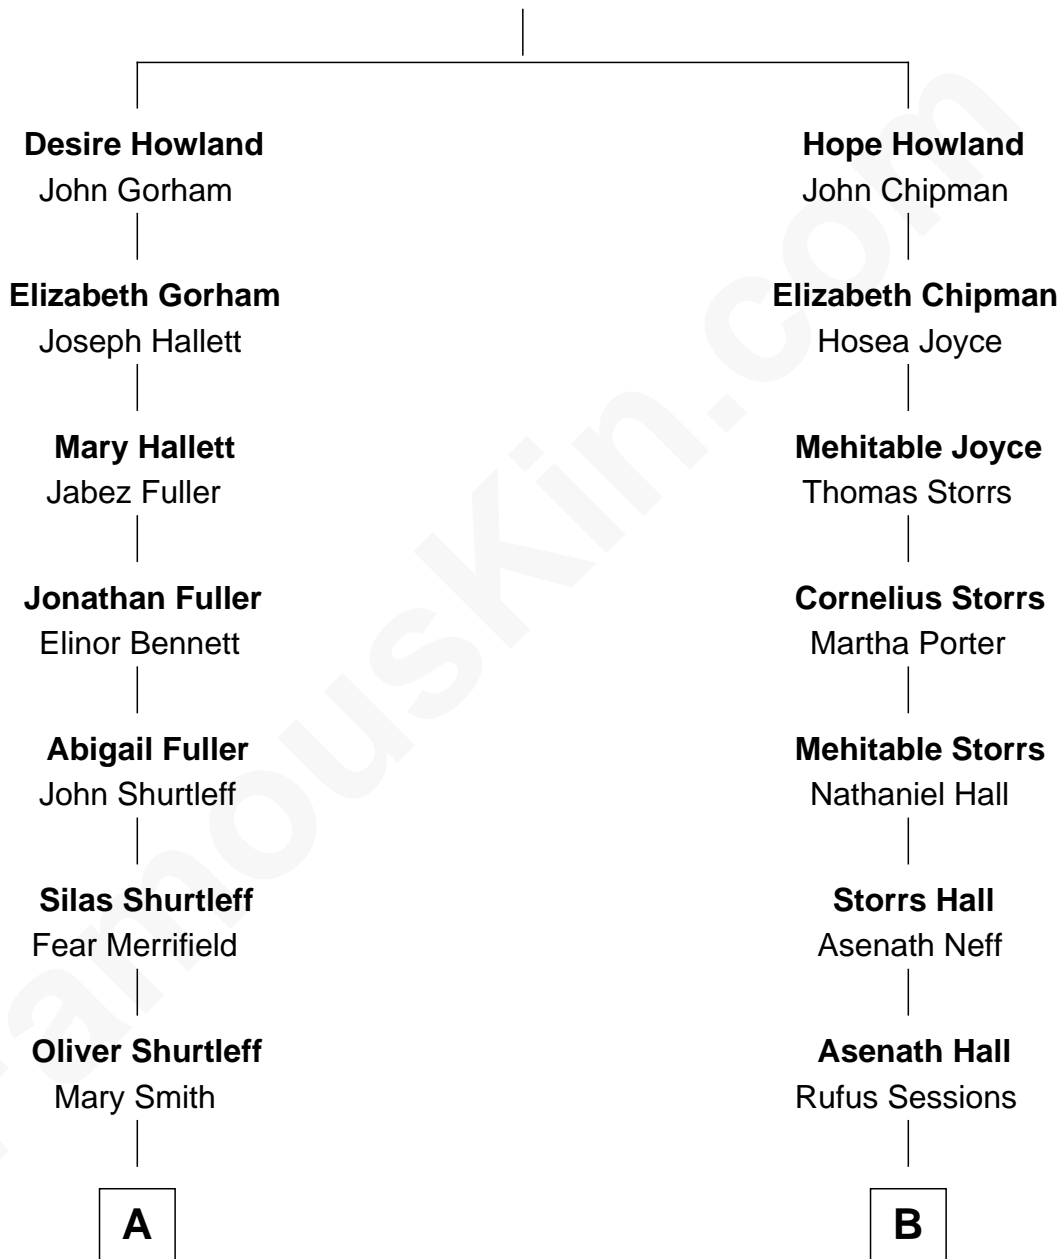 Desire Howland
John Gorham
Elizabeth Gorham
Joseph Hallett
Mary Hallett
Jabez Fuller
Jonathan Fuller
Elinor Bennett
Abigail Fuller
John Shurtleff
Silas Shurtleff
Fear Merrifield
Oliver Shurtleff
Mary Smith
A
Hope Howland
John Chipman
Elizabeth Chipman
Hosea Joyce
Mehitable Joyce
Thomas Storrs
Cornelius Storrs
Martha Porter
Mehitable Storrs
Nathaniel Hall
Storrs Hall
Asenath Neff
Asenath Hall
Rufus Sessions
B
FamousKin.com